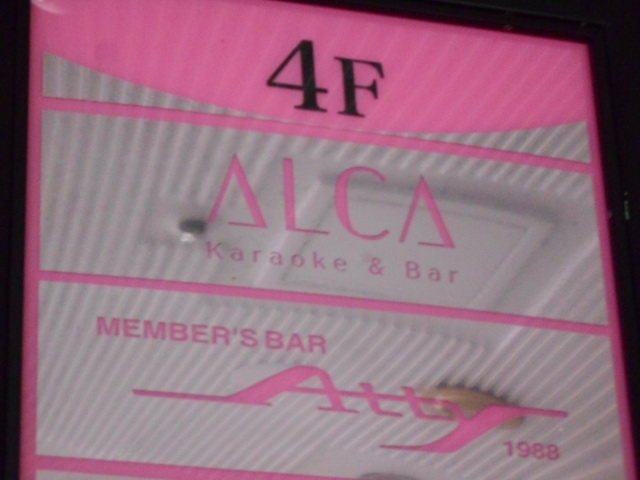 4F
ALCA
Karaoke & Bar
MEMBER'S BAR
Atty
1988